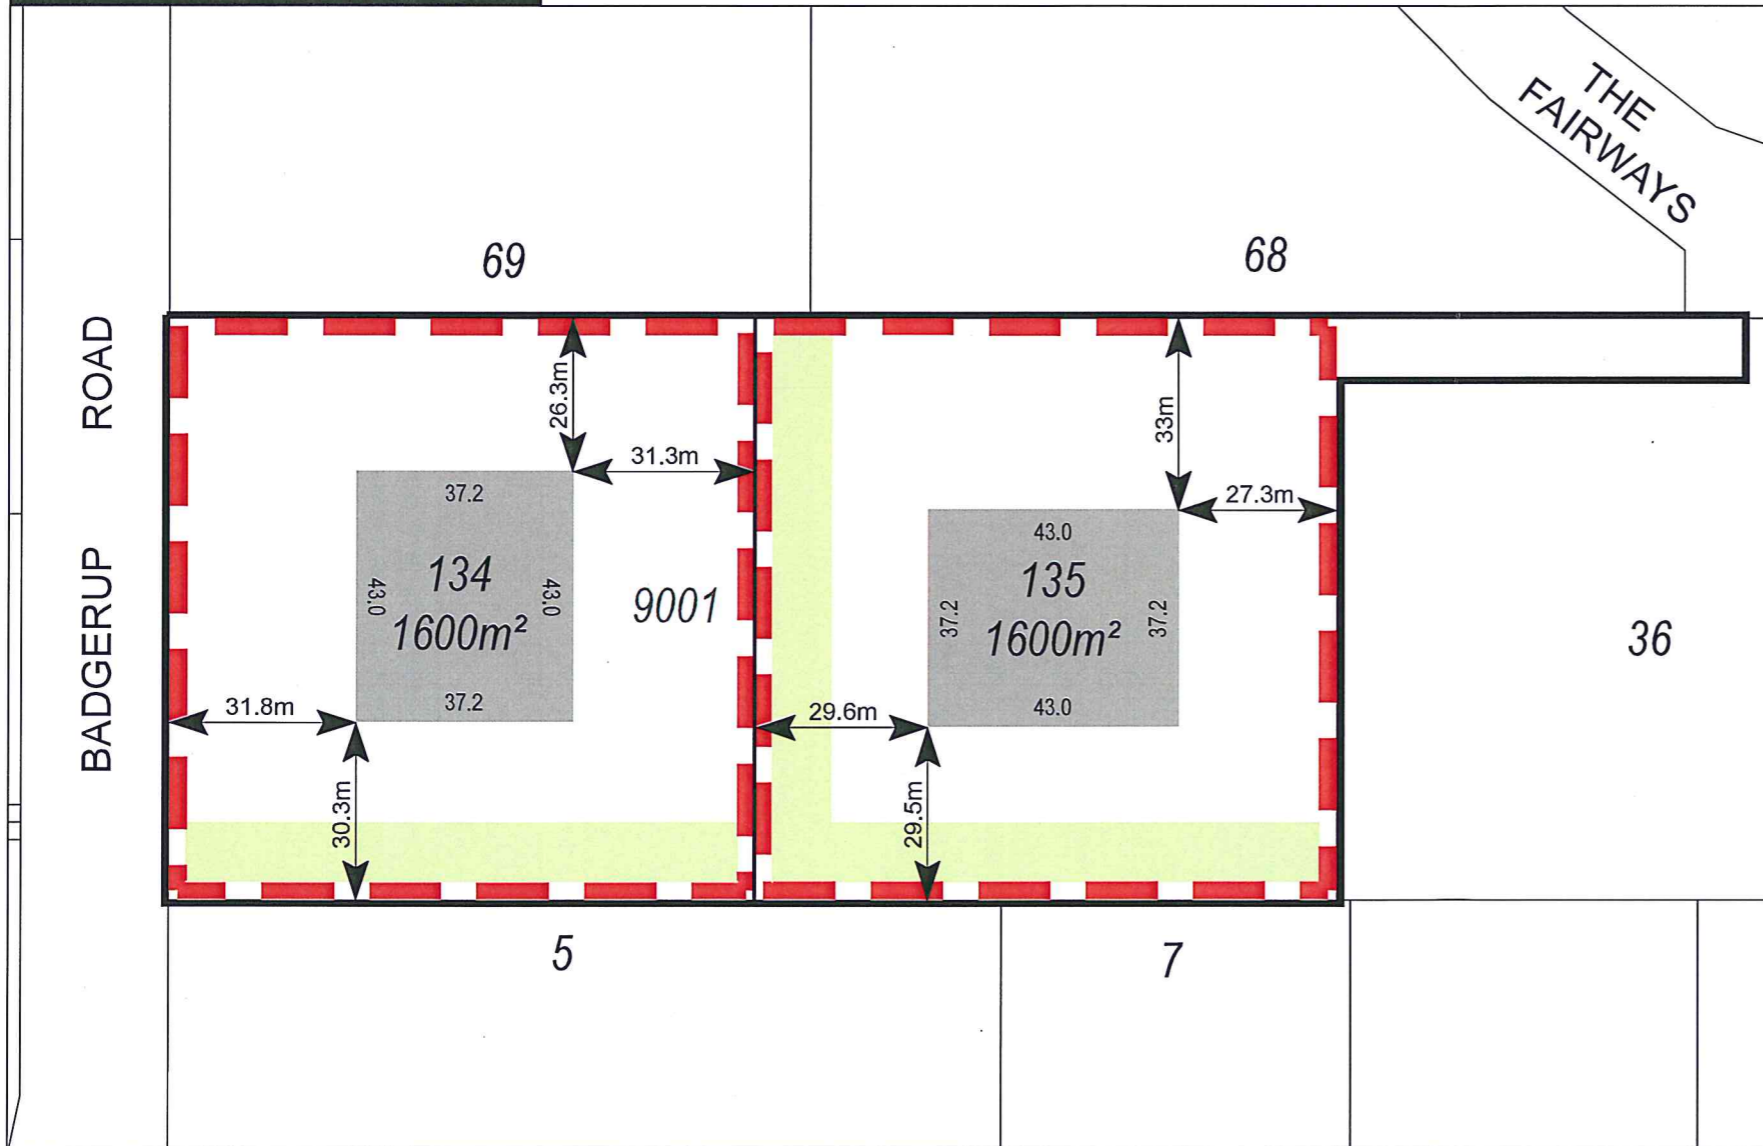 THE
FAIRWAYS
69
68
ROAD
BADGERUP
26.3m
31.3m
33m
27.3m
37.2
134
1600m²
43.0
43.0
37.2
9001
43.0
135
1600m²
37.2
37.2
43.0
36
31.8m
30.3m
29.6m
29.5m
5
7